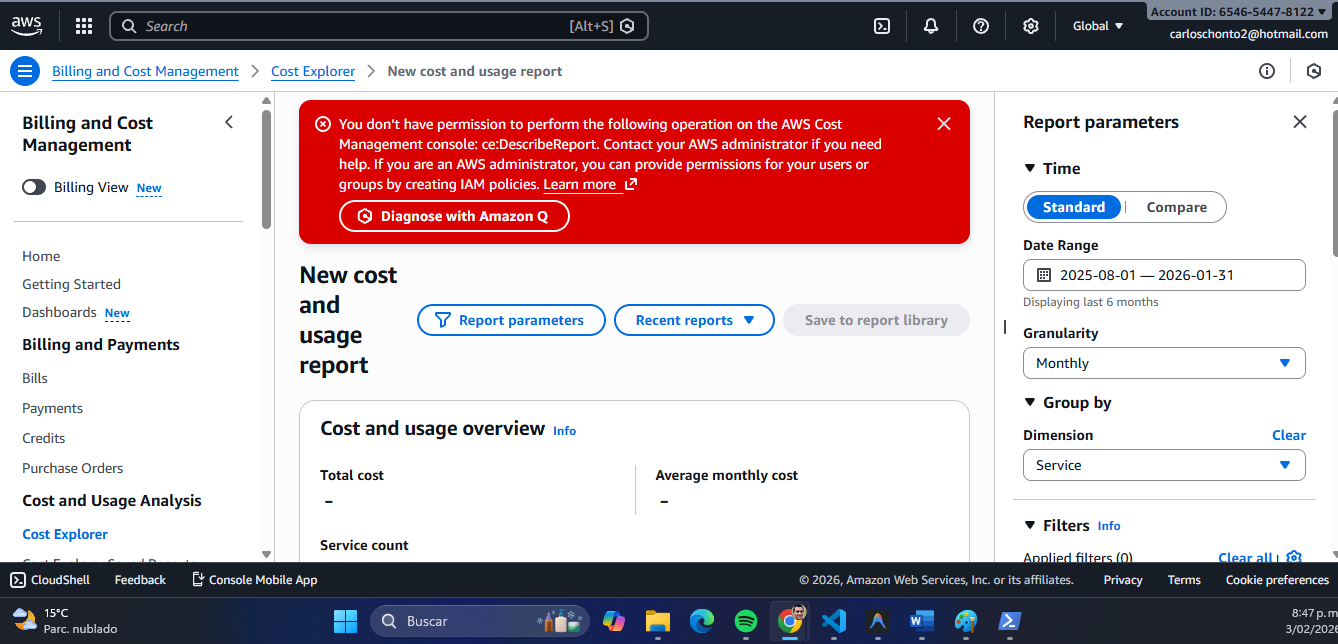 aws
Search
[Alt+S]
Global
Account ID: 6546-5447-8122
carloschonto2@hotmail.com
Billing and Cost Management
Cost Explorer
New cost and usage report
Billing and Cost
Management
Billing View New
Home
Getting Started
Dashboards New
Billing and Payments
Bills
Payments
Credits
Purchase Orders
Cost and Usage Analysis
Cost Explorer
You don't have permission to perform the following operation on the AWS Cost
Management console: ce:DescribeReport. Contact your AWS administrator if you need
help. If you are an AWS administrator, you can provide permissions for your users or
groups by creating IAM policies. Learn more
Diagnose with Amazon Q
New cost
and
usage
report
Report parameters
Recent reports
Save to report library
Cost and usage overview Info
Total cost
–
Average monthly cost
–
Service count
Report parameters
Time
Standard
Compare
Date Range
2025-08-01 — 2026-01-31
Displaying last 6 months
Granularity
Monthly
Group by
Dimension
Clear
Service
Filters Info
Applied filters (0)
Clear all
CloudShell
Feedback
Console Mobile App
© 2026, Amazon Web Services, Inc. or its affiliates.
Privacy
Terms
Cookie preferences
15°C
Parc. nublado
Buscar
8:47 p.m
3/02/2026